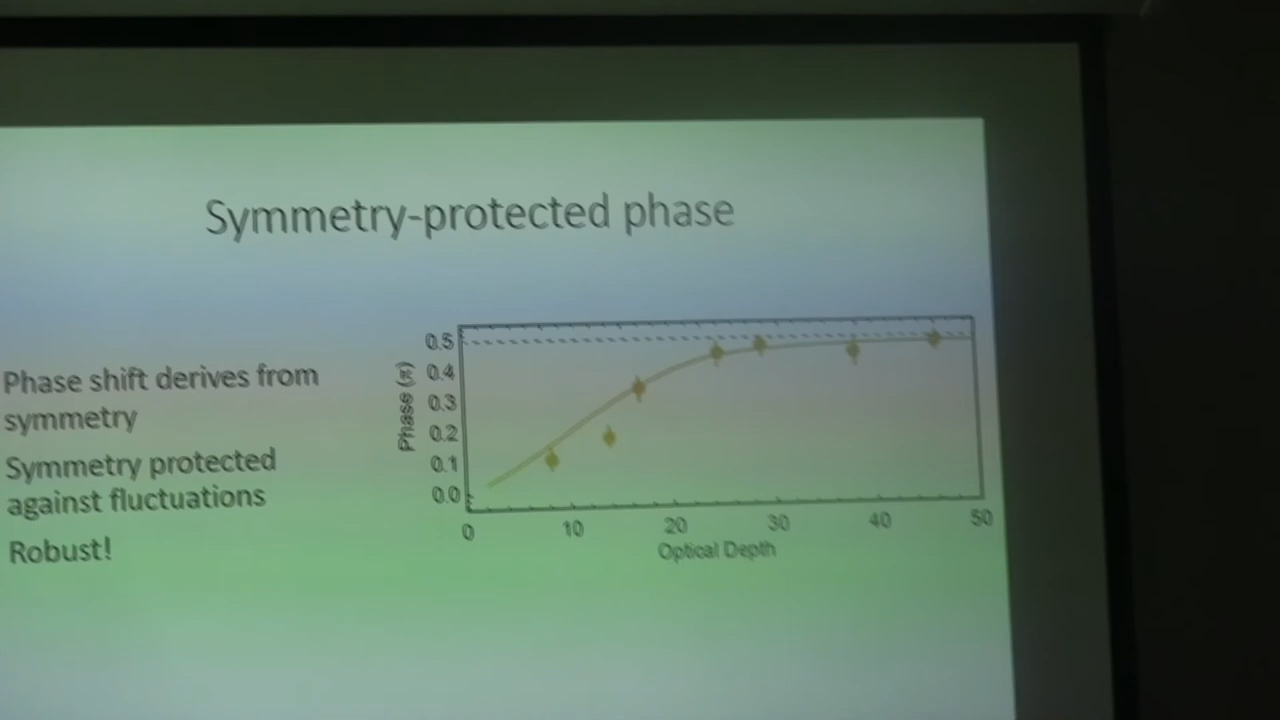 Symmetry-protected phase
Phase shift derives from
symmetry
Symmetry protected
against fluctuations
Robust!
Phase (π)
0.5
0.4
0.3
0.2
0.1
0.0
0 10 20 30 40 50
Optical Depth